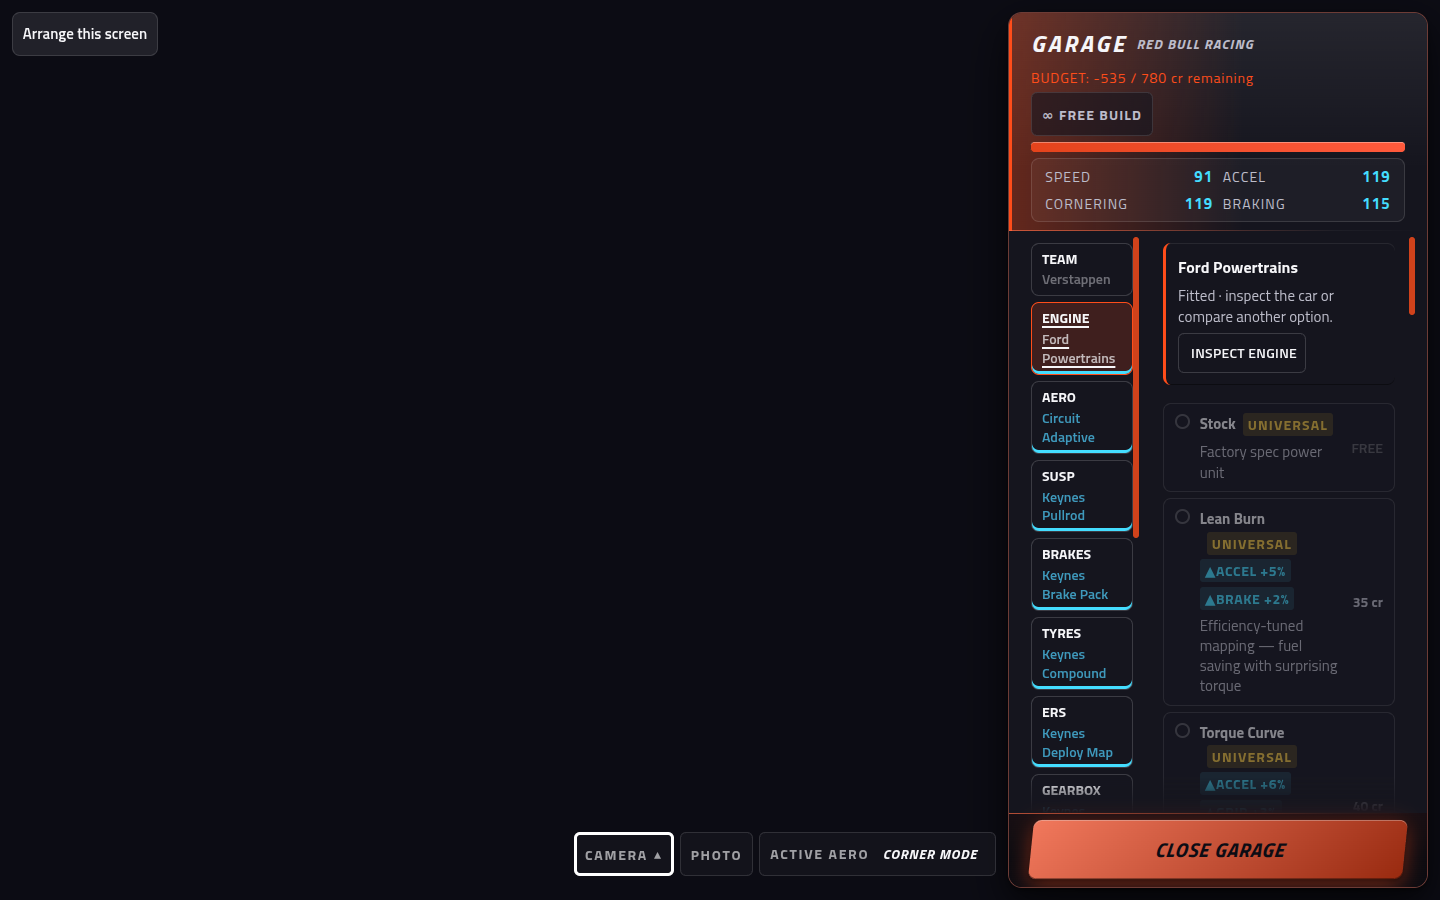 Arrange this screen
GARAGE RED BULL RACING
BUDGET: -535 / 780 cr remaining
∞ FREE BUILD
SPEED 91 ACCEL 119
CORNERING 119 BRAKING 115
TEAM
Verstappen
ENGINE
Ford
Powertrains
AERO
Circuit
Adaptive
SUSP
Keynes
Pullrod
BRAKES
Keynes
Brake Pack
TYRES
Keynes
Compound
ERS
Keynes
Deploy Map
GEARBOX
Ford Powertrains
Fitted · inspect the car or
compare another option.
INSPECT ENGINE
Stock UNIVERSAL
Factory spec power
unit
FREE
Lean Burn
UNIVERSAL
▲ACCEL +5%
▲BRAKE +2%
35 cr
Efficiency-tuned
mapping — fuel
saving with surprising
torque
Torque Curve
UNIVERSAL
▲ACCEL +6%
40 cr
CAMERA ▲
PHOTO
ACTIVE AERO CORNER MODE
CLOSE GARAGE